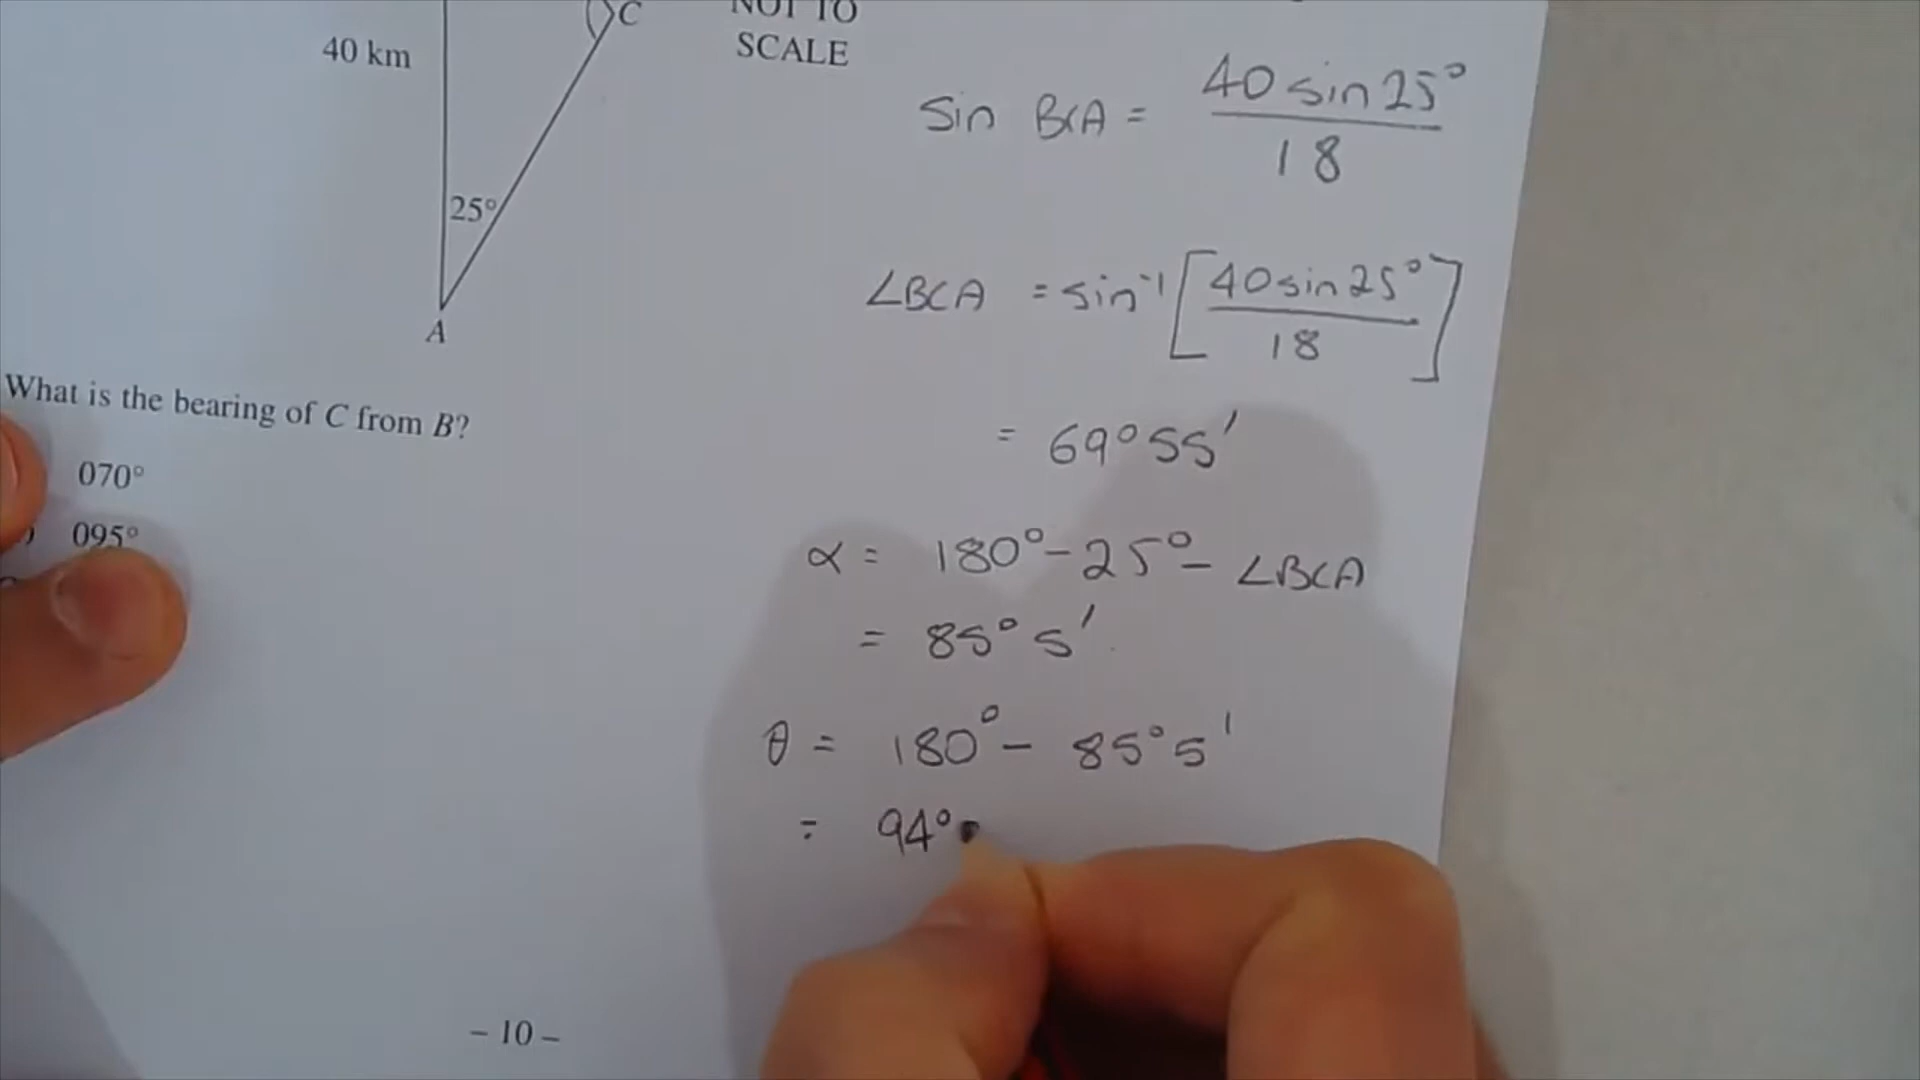 C
NOT TO
SCALE
40 km
25°
A
What is the bearing of C from B?
070°
095°
– 10 –
sin BCA = 40 sin 25° / 18
∠BCA = sin⁻¹ [ 40 sin 25° / 18 ]
= 69° 55′
α = 180° – 25° – ∠BCA
= 85° 5′
θ = 180° – 85° 5′
= 94°